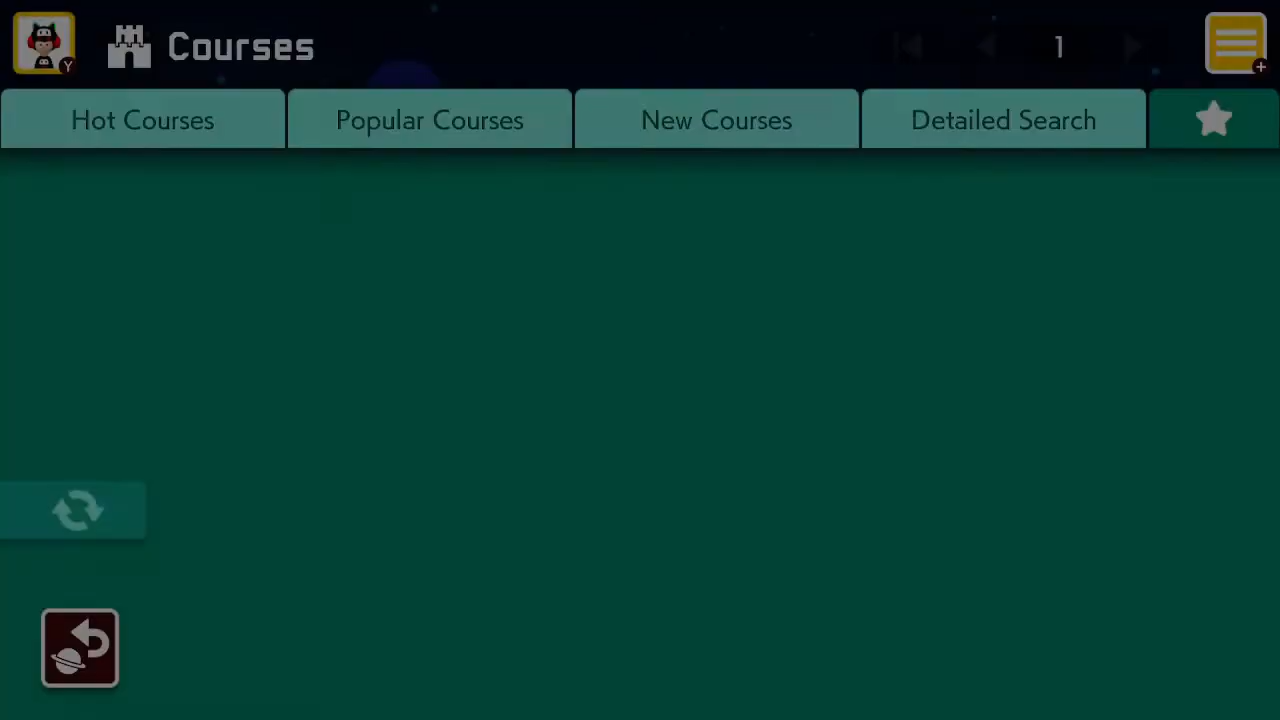 Y
Courses
1
+
Hot Courses
Popular Courses
New Courses
Detailed Search